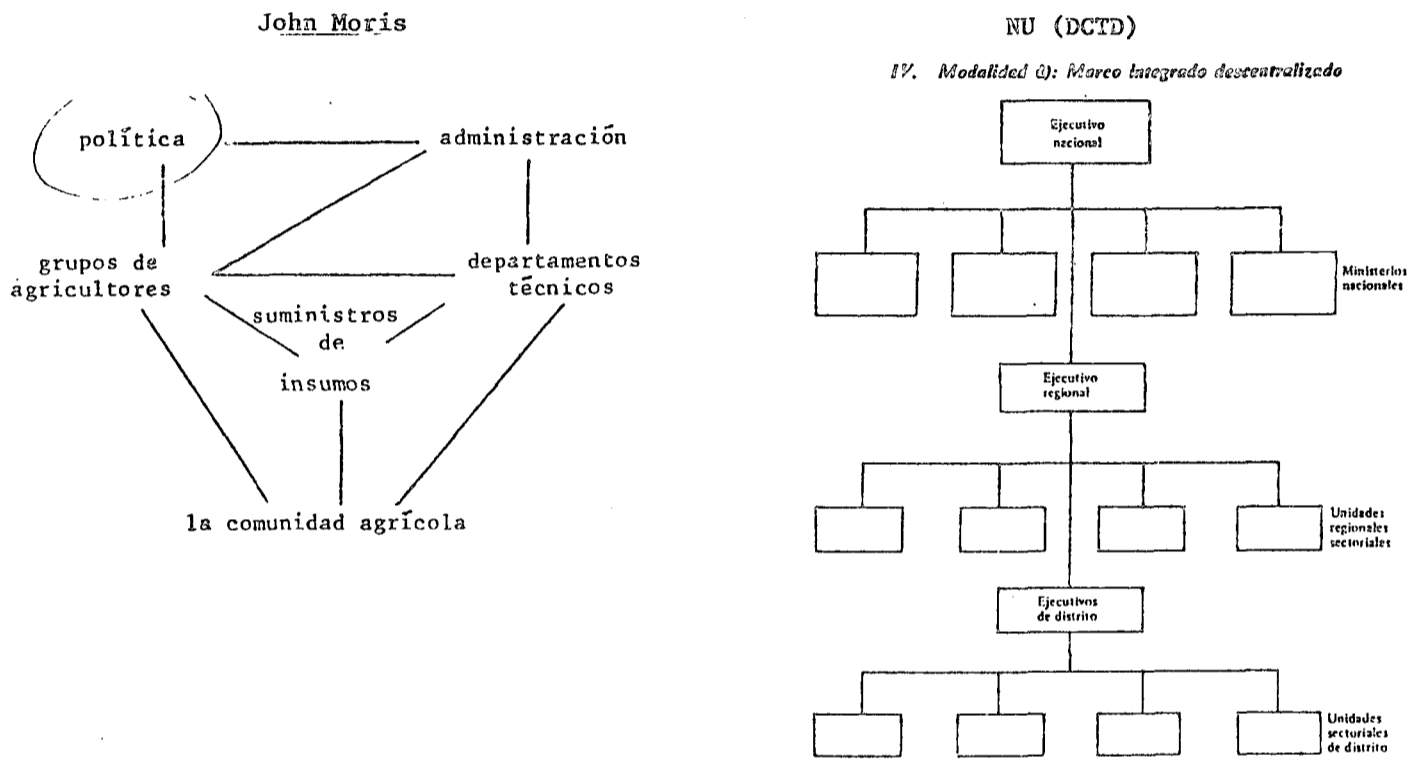 John Moris
política
administración
grupos de
agricultores
departamentos
técnicos
suministros
de
insumos
la comunidad agrícola
NU (DCTD)
IV. Modalidad a): Marco integrado descentralizado
Ejecutivo
nacional
Ministerios
nacionales
Ejecutivo
regional
Unidades
regionales
sectoriales
Ejecutivos
de distrito
Unidades
sectoriales
de distrito